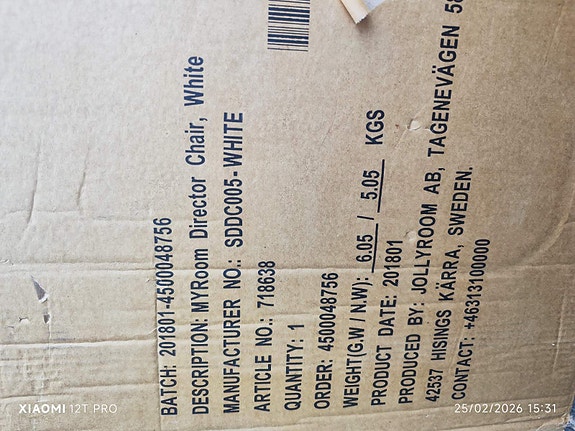 BATCH: 201801-4500048756
DESCRIPTION: MYRoom Director Chair, White
MANUFACTURER NO.: SDDC005-WHITE
ARTICLE NO.: 718638
QUANTITY: 1
ORDER: 4500048756
WEIGHT(G.W / N.W): 6.05 / 5.05 KGS
PRODUCT DATE: 201801
PRODUCED BY: JOLLYROOM AB, TAGENEVÄGEN 58
42537 HISINGS KÄRRA, SWEDEN.
CONTACT: +46313100000
XIAOMI 12T PRO
25/02/2026 15:31